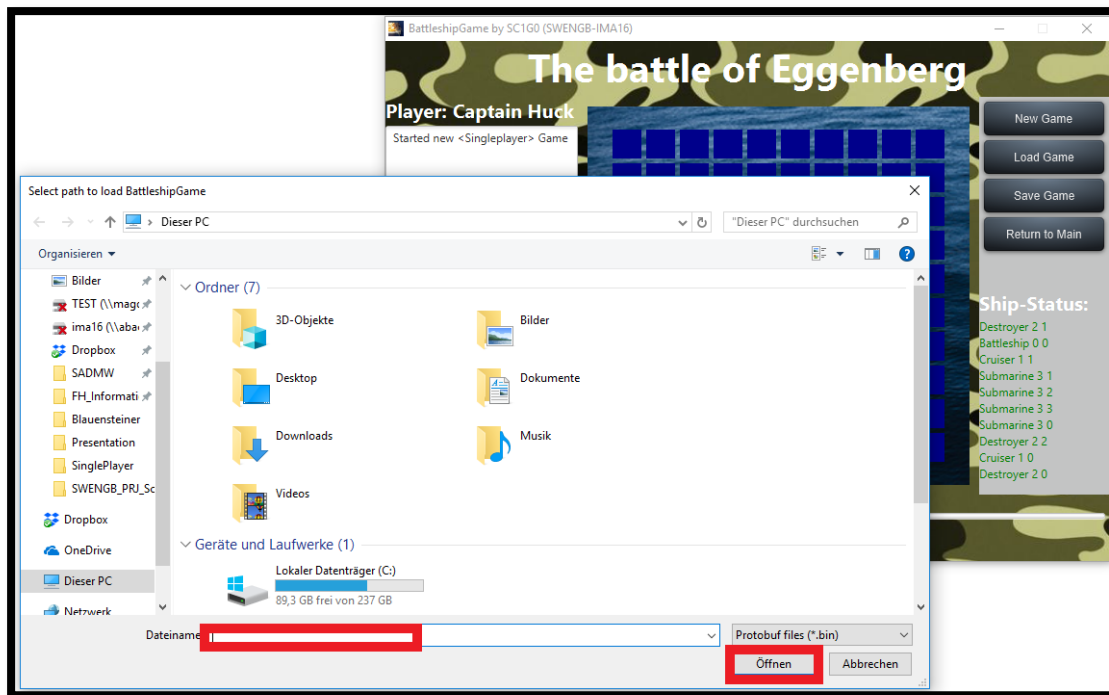 BattleshipGame by SC1G0 (SWENGB-IMA16)
The battle of Eggenberg
Player: Captain Huck
Started new <Singleplayer> Game
New Game
Load Game
Save Game
Return to Main
Ship-Status:
Destroyer 2 1
Battleship 0 0
Cruiser 1 1
Submarine 3 1
Submarine 3 2
Submarine 3 3
Submarine 3 0
Destroyer 2 2
Cruiser 1 0
Destroyer 2 0
Select path to load BattleshipGame
Dieser PC
"Dieser PC" durchsuchen
Organisieren
Bilder
TEST (\\mag
ima16 (\\aba
Dropbox
SADMW
FH_Informati
Blauensteiner
Presentation
SinglePlayer
SWENGB_PRJ_Sc
Dropbox
OneDrive
Dieser PC
Netzwerk
Ordner (7)
3D-Objekte
Bilder
Desktop
Dokumente
Downloads
Musik
Videos
Geräte und Laufwerke (1)
Lokaler Datenträger (C:)
89,3 GB frei von 237 GB
Dateiname
Protobuf files (*.bin)
Öffnen
Abbrechen